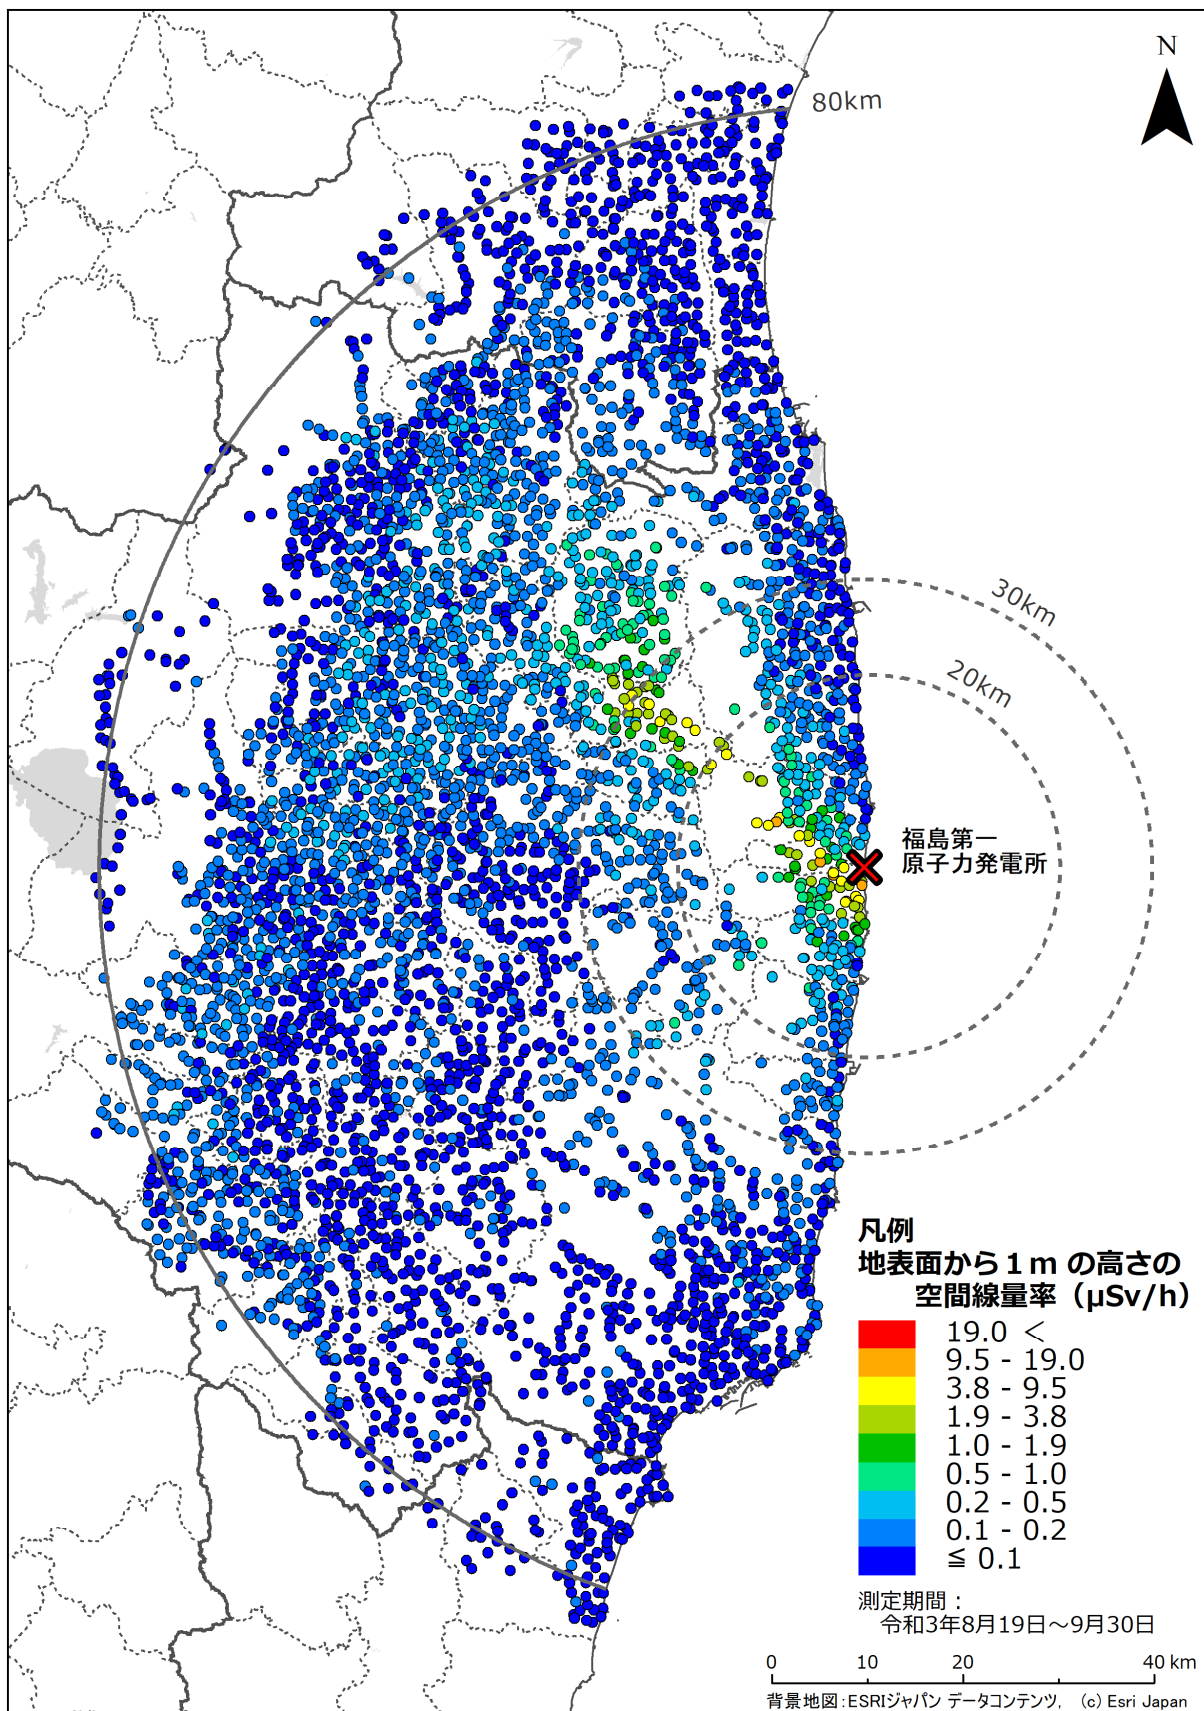 N
80km
30km
20km
福島第一
原子力発電所
凡例
地表面から１ｍ の高さの
空間線量率（μSv/h）
19.0 ＜
9.5 - 19.0
3.8 - 9.5
1.9 - 3.8
1.0 - 1.9
0.5 - 1.0
0.2 - 0.5
0.1 - 0.2
≦ 0.1
測定期間：
令和3年8月19日～9月30日
0 10 20 40 km
背景地図：ESRIジャパン データコンテンツ, (c) Esri Japan